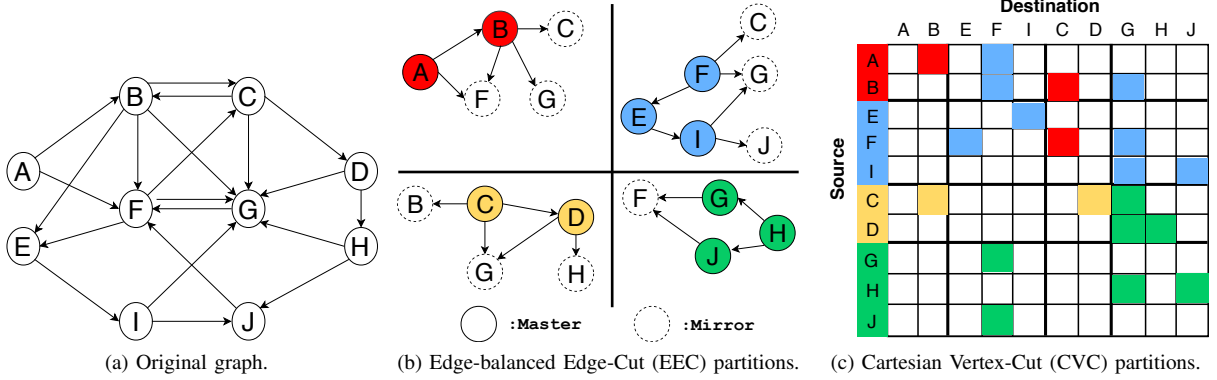 B
C
A
D
F
G
E
H
I
J
(a) Original graph.
B
C
A
F
G
C
F
G
E
I
J
B
C
D
G
H
F
G
H
J
:Master
:Mirror
(b) Edge-balanced Edge-Cut (EEC) partitions.
Destination
A B E F I C D G H J
Source
A
B
E
F
I
C
D
G
H
J
(c) Cartesian Vertex-Cut (CVC) partitions.